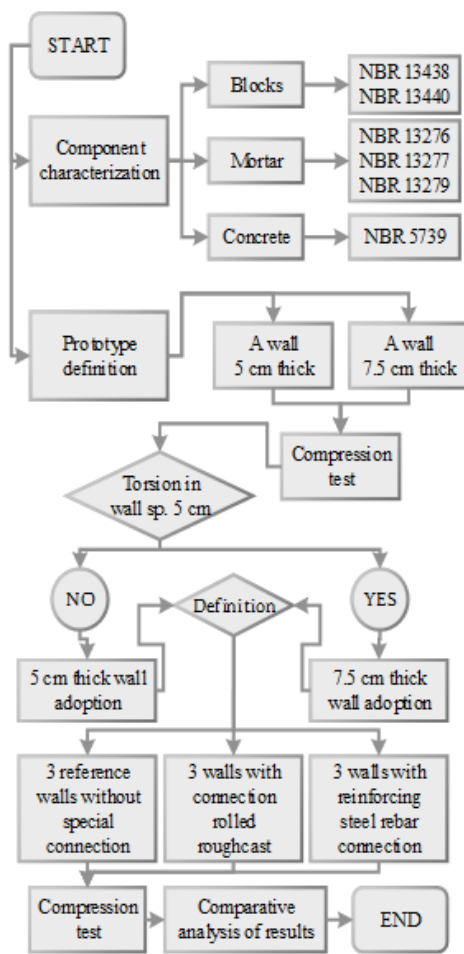 START
Component
characterization
Blocks
NBR 13438
NBR 13440
Mortar
NBR 13276
NBR 13277
NBR 13279
Concrete
NBR 5739
Prototype
definition
A wall
5 cm thick
A wall
7.5 cm thick
Compression
test
Torsion in
wall sp. 5 cm
NO
Definition
YES
5 cm thick wall
adoption
7.5 cm thick
wall adoption
3 reference
walls without
special
connection
3 walls with
connection
rolled
roughcast
3 walls with
reinforcing
steel rebar
connection
Compression
test
Comparative
analysis of results
END